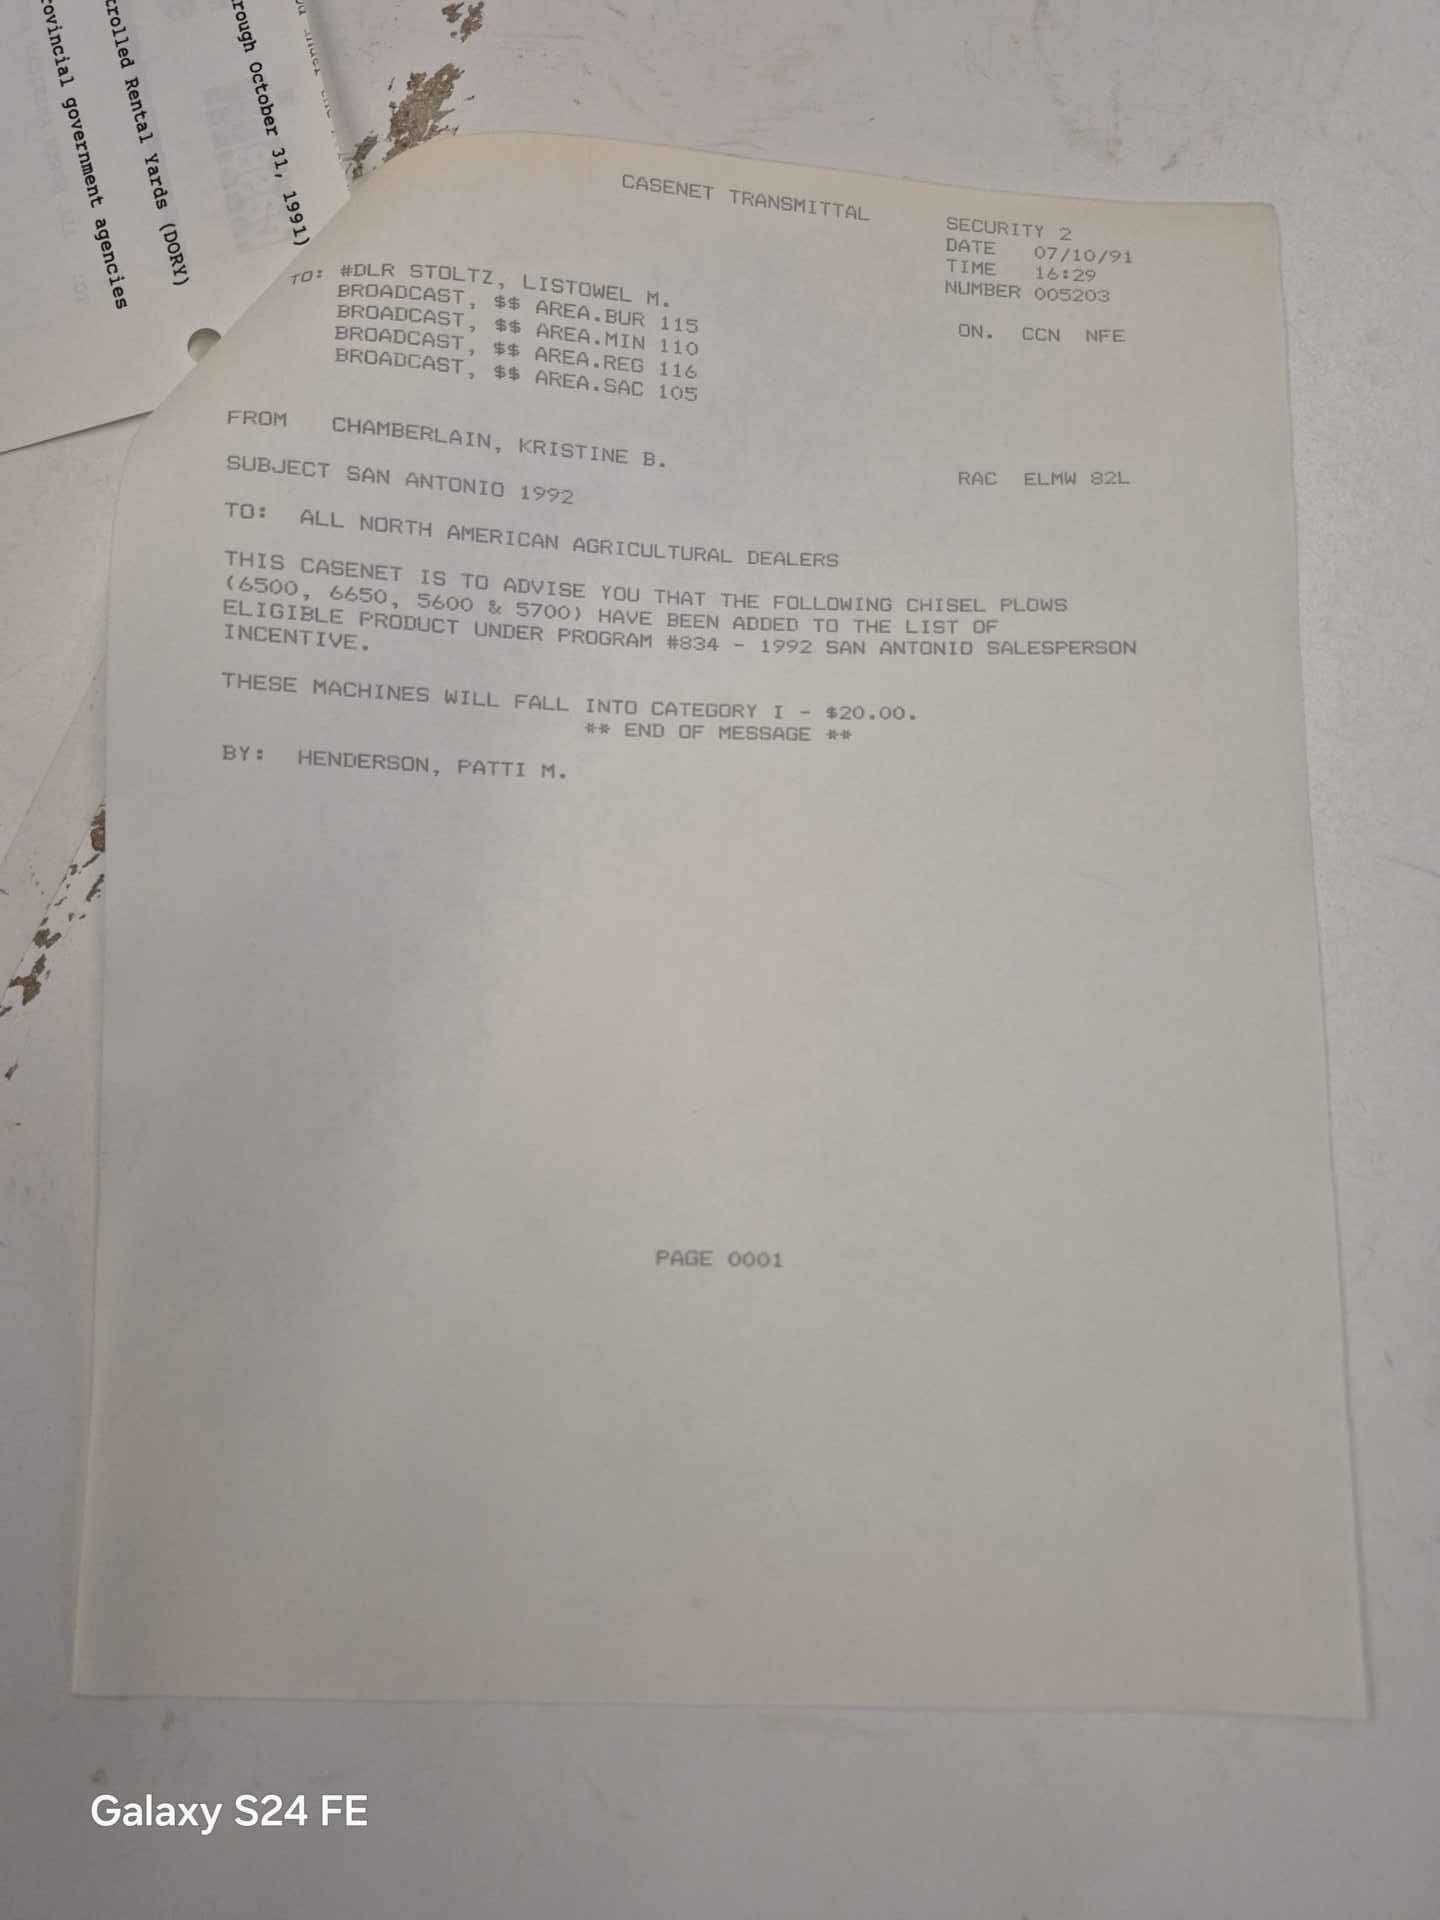 ou under the
rough October 31, 1991)
crolled Rental Yards (DORY)
rovincial government agencies
CASENET TRANSMITTAL
SECURITY 2
DATE 07/10/91
TIME 16:29
NUMBER 005203
TO: #DLR STOLTZ, LISTOWEL M.
BROADCAST, $$ AREA.BUR 115
BROADCAST, $$ AREA.MIN 110
BROADCAST, $$ AREA.REG 116
BROADCAST, $$ AREA.SAC 105
ON. CCN NFE
FROM CHAMBERLAIN, KRISTINE B.
RAC ELMW 82L
SUBJECT SAN ANTONIO 1992
TO: ALL NORTH AMERICAN AGRICULTURAL DEALERS
THIS CASENET IS TO ADVISE YOU THAT THE FOLLOWING CHISEL PLOWS
(6500, 6650, 5600 & 5700) HAVE BEEN ADDED TO THE LIST OF
ELIGIBLE PRODUCT UNDER PROGRAM #834 - 1992 SAN ANTONIO SALESPERSON
INCENTIVE.
THESE MACHINES WILL FALL INTO CATEGORY I - $20.00.
** END OF MESSAGE **
BY: HENDERSON, PATTI M.
PAGE 0001
Galaxy S24 FE